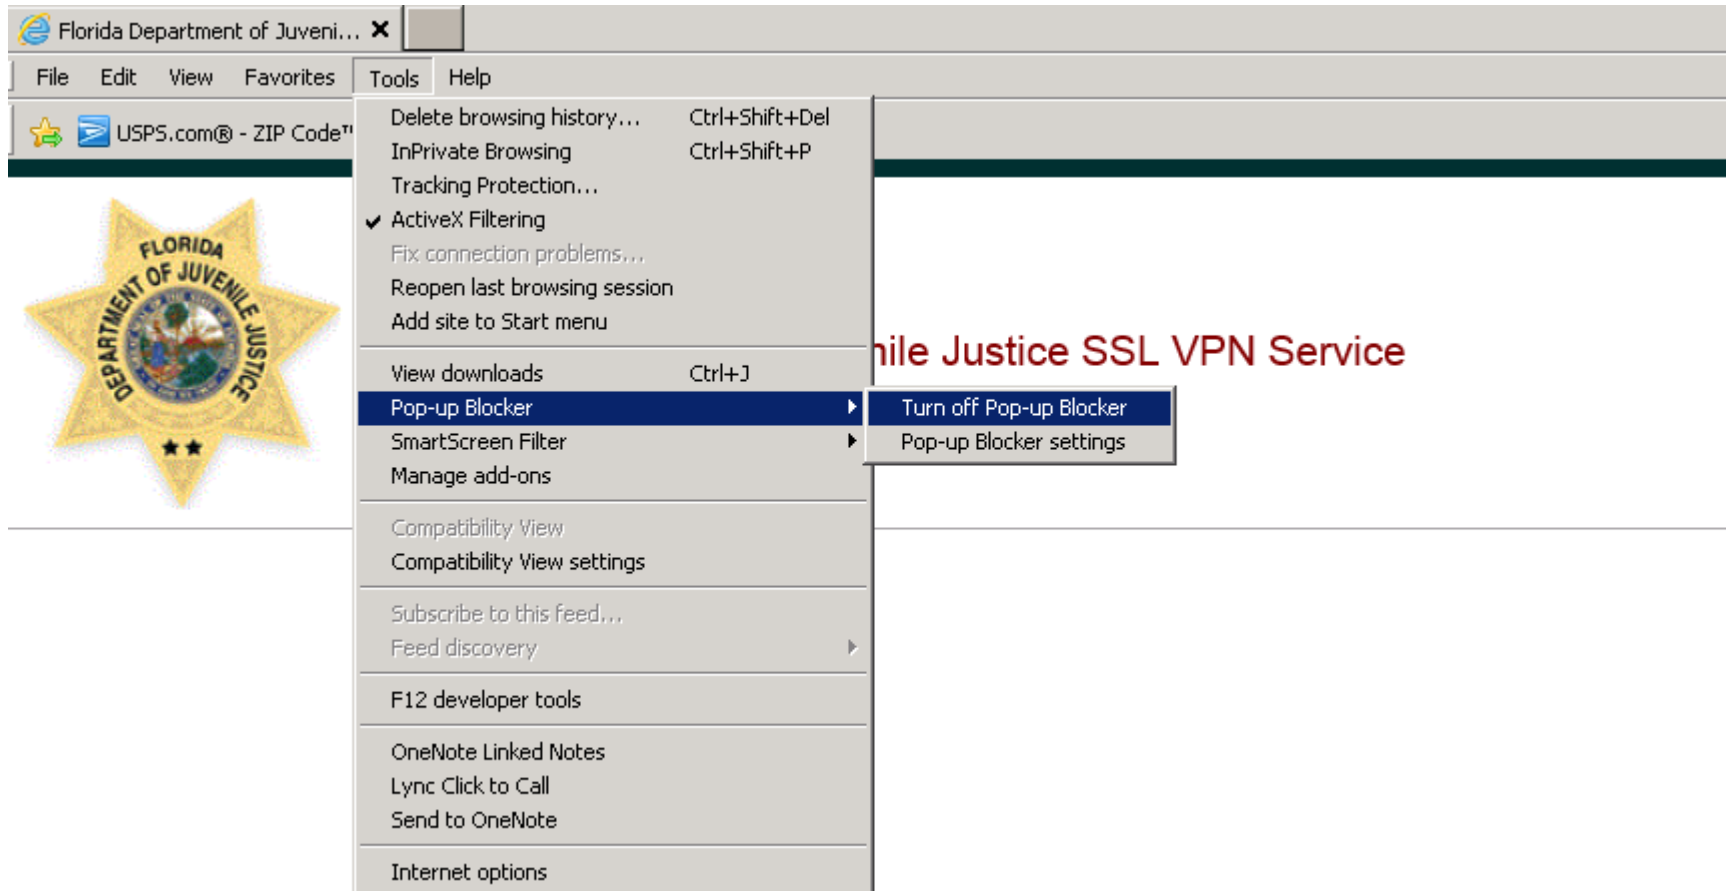 Florida Department of Juveni...
File Edit View Favorites Tools Help
USPS.com® - ZIP Code™
Delete browsing history... Ctrl+Shift+Del
InPrivate Browsing Ctrl+Shift+P
Tracking Protection...
ActiveX Filtering
Fix connection problems...
Reopen last browsing session
Add site to Start menu
View downloads Ctrl+J
Pop-up Blocker
SmartScreen Filter
Manage add-ons
Compatibility View
Compatibility View settings
Subscribe to this feed...
Feed discovery
F12 developer tools
OneNote Linked Notes
Lync Click to Call
Send to OneNote
Internet options
Turn off Pop-up Blocker
Pop-up Blocker settings
FLORIDA
DEPARTMENT OF JUVENILE JUSTICE
nile Justice SSL VPN Service